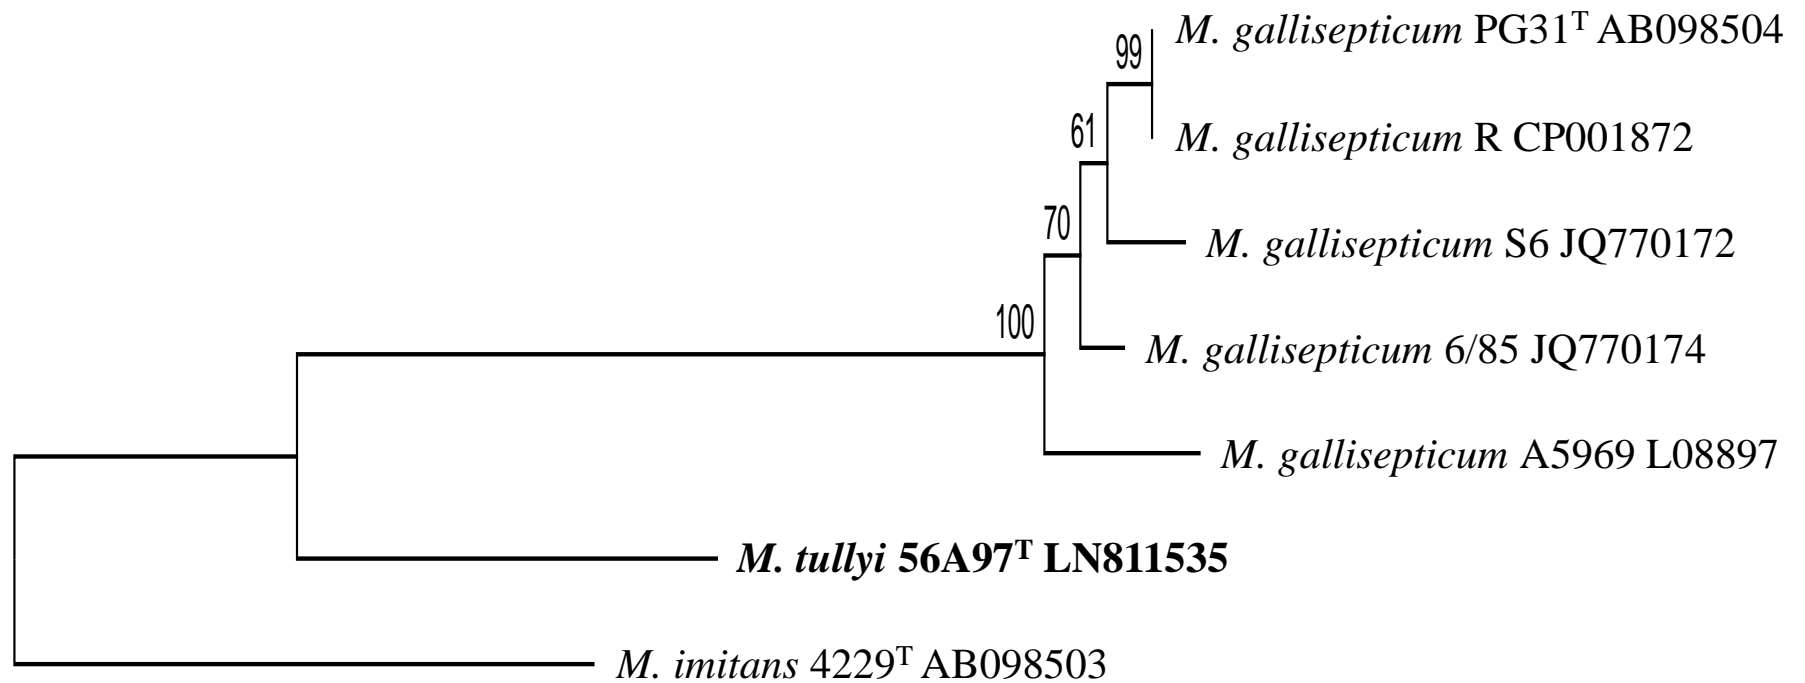 M. gallisepticum PG31ᵀ AB098504
99
M. gallisepticum R CP001872
61
M. gallisepticum S6 JQ770172
70
M. gallisepticum 6/85 JQ770174
100
M. gallisepticum A5969 L08897
M. tullyi 56A97ᵀ LN811535
M. imitans 4229ᵀ AB098503